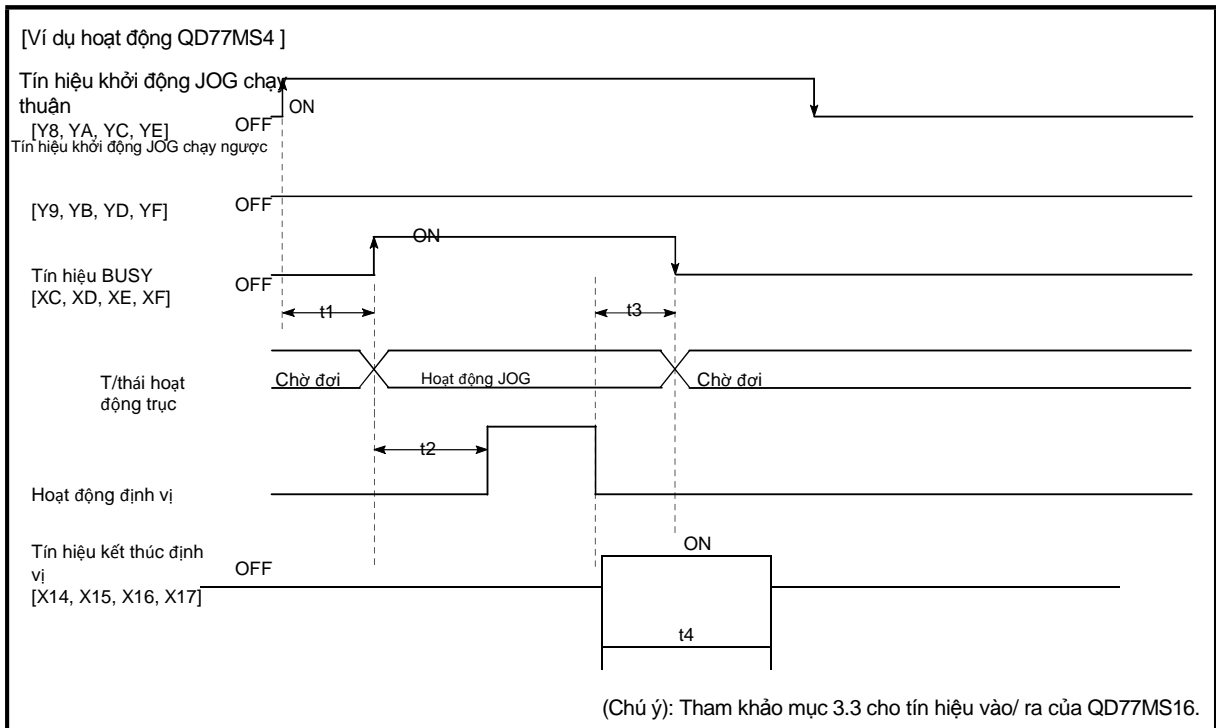 [Ví dụ hoạt động QD77MS4 ]
Tín hiệu khởi động JOG chạy
thuận
ON
[Y8, YA, YC, YE]
OFF
Tín hiệu khởi động JOG chạy ngược
[Y9, YB, YD, YF]
OFF
ON
Tín hiệu BUSY
OFF
[XC, XD, XE, XF]
t1
t3
T/thái hoạt
động trục
Chờ đợi
Hoạt động JOG
Chờ đợi
t2
Hoạt động định vị
Tín hiệu kết thúc định
vị
OFF
ON
[X14, X15, X16, X17]
t4
(Chú ý): Tham khảo mục 3.3 cho tín hiệu vào/ ra của QD77MS16.